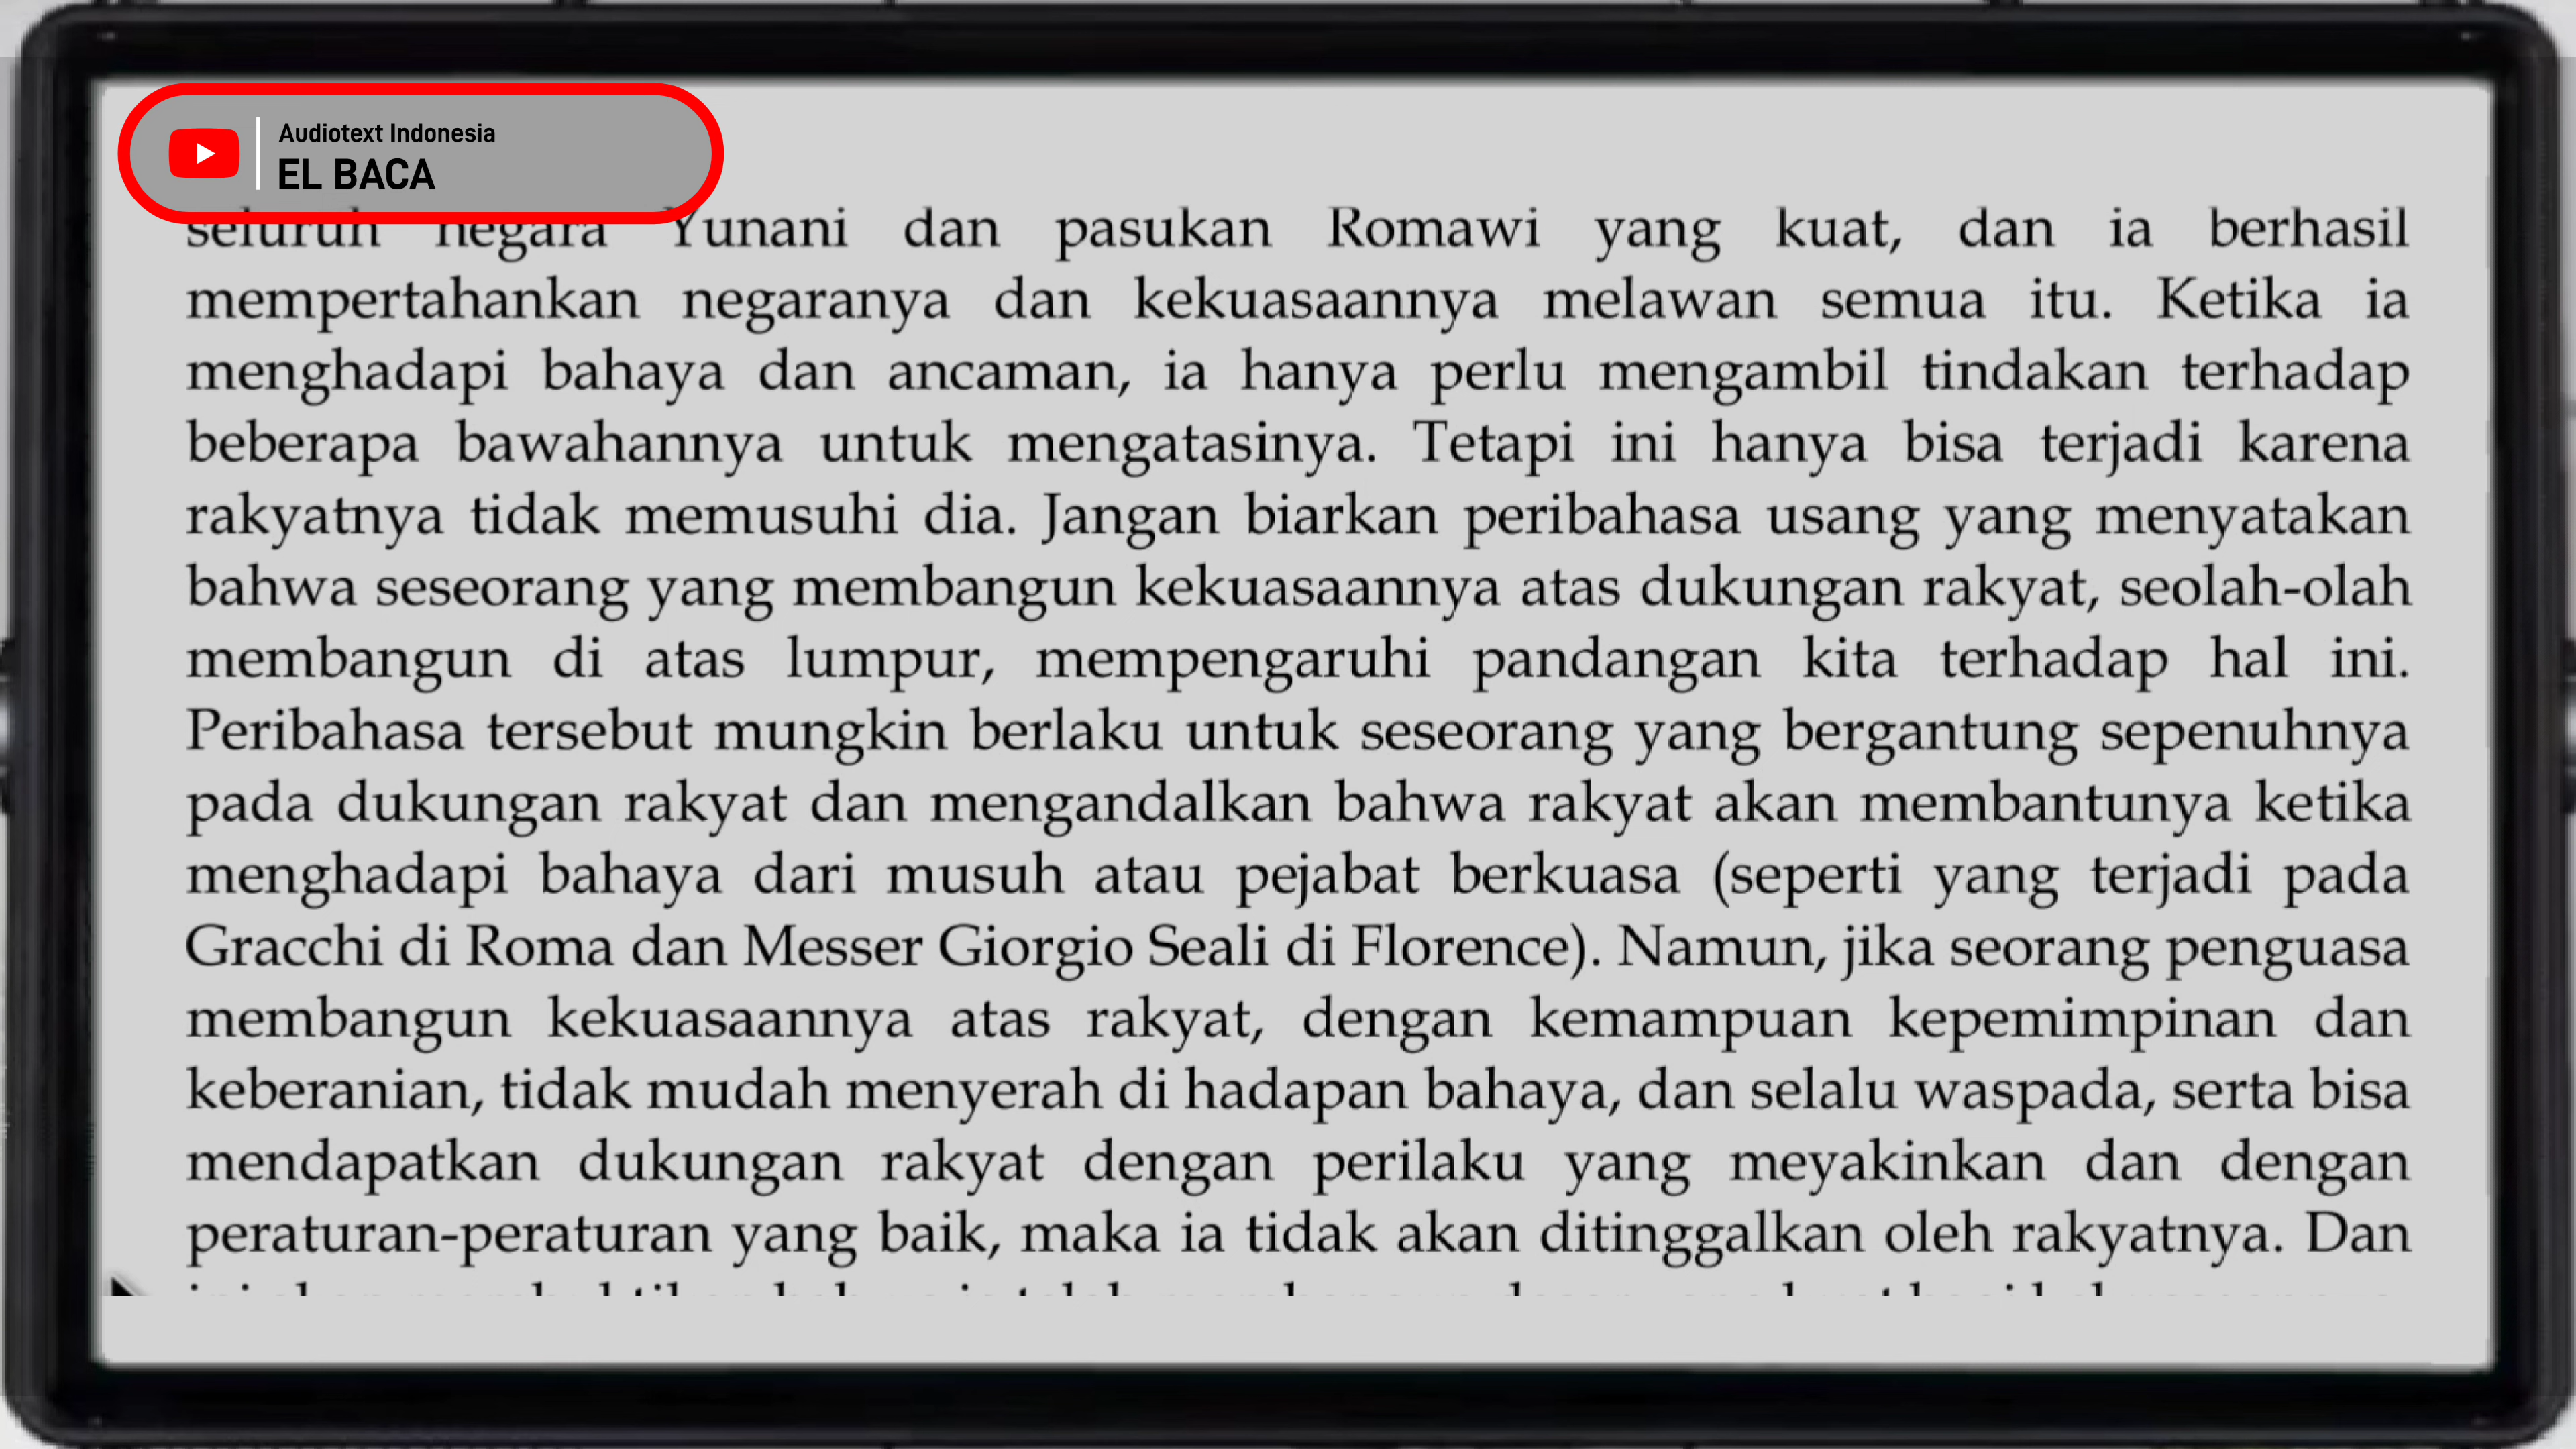 Audiotext Indonesia
EL BACA
seluruh negara Yunani dan pasukan Romawi yang kuat, dan ia berhasil
mempertahankan negaranya dan kekuasaannya melawan semua itu. Ketika ia
menghadapi bahaya dan ancaman, ia hanya perlu mengambil tindakan terhadap
beberapa bawahannya untuk mengatasinya. Tetapi ini hanya bisa terjadi karena
rakyatnya tidak memusuhi dia. Jangan biarkan peribahasa usang yang menyatakan
bahwa seseorang yang membangun kekuasaannya atas dukungan rakyat, seolah-olah
membangun di atas lumpur, mempengaruhi pandangan kita terhadap hal ini.
Peribahasa tersebut mungkin berlaku untuk seseorang yang bergantung sepenuhnya
pada dukungan rakyat dan mengandalkan bahwa rakyat akan membantunya ketika
menghadapi bahaya dari musuh atau pejabat berkuasa (seperti yang terjadi pada
Gracchi di Roma dan Messer Giorgio Seali di Florence). Namun, jika seorang penguasa
membangun kekuasaannya atas rakyat, dengan kemampuan kepemimpinan dan
keberanian, tidak mudah menyerah di hadapan bahaya, dan selalu waspada, serta bisa
mendapatkan dukungan rakyat dengan perilaku yang meyakinkan dan dengan
peraturan-peraturan yang baik, maka ia tidak akan ditinggalkan oleh rakyatnya. Dan